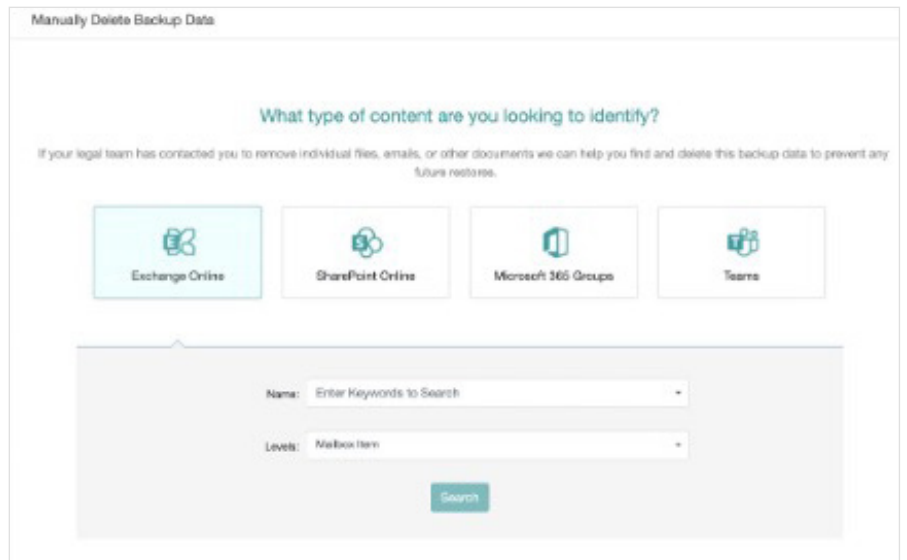 Manually Delete Backup Data
What type of content are you looking to identify?
If your legal team has contacted you to remove individual files, emails, or other documents we can help you find and delete this backup data to prevent any
future restores.
Exchange Online
SharePoint Online
Microsoft 365 Groups
Teams
Name: Enter Keywords to Search
Levels: Mailbox Item
Search